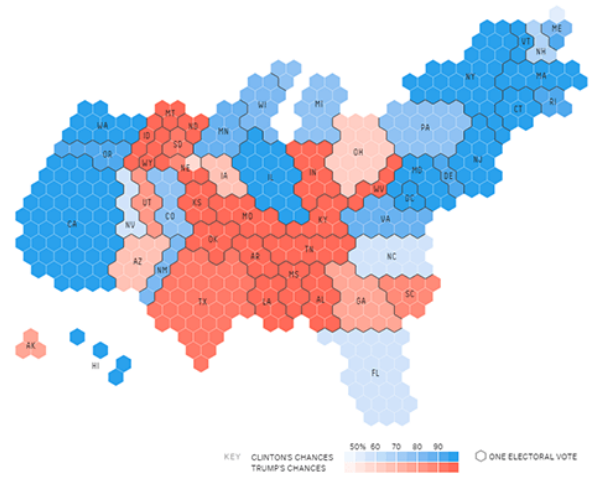 ME
VT
NH
NY
MA
WI
MI
CT
RI
MT
WA
ND
MN
PA
ID
OR
SD
OH
NJ
WY
NE
IA
IL
IN
MD
DE
WV
UT
KS
DC
CO
MO
KY
VA
CA
NV
OK
TN
AR
NC
AZ
NM
MS
TX
LA
AL
GA
SC
AK
HI
FL
KEY CLINTON'S CHANCES 50% 60 70 80 90 ONE ELECTORAL VOTE
TRUMP'S CHANCES